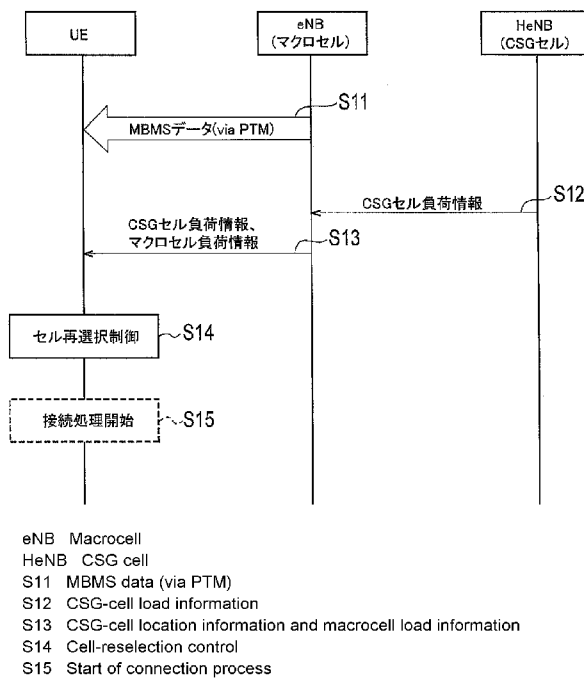 UE
eNB
(マクロセル)
HeNB
(CSGセル)
S11
MBMSデータ(via PTM)
CSGセル負荷情報
S12
CSGセル負荷情報、
マクロセル負荷情報
S13
セル再選択制御
S14
接続処理開始
S15
eNB Macrocell
HeNB CSG cell
S11 MBMS data (via PTM)
S12 CSG-cell load information
S13 CSG-cell location information and macrocell load information
S14 Cell-reselection control
S15 Start of connection process